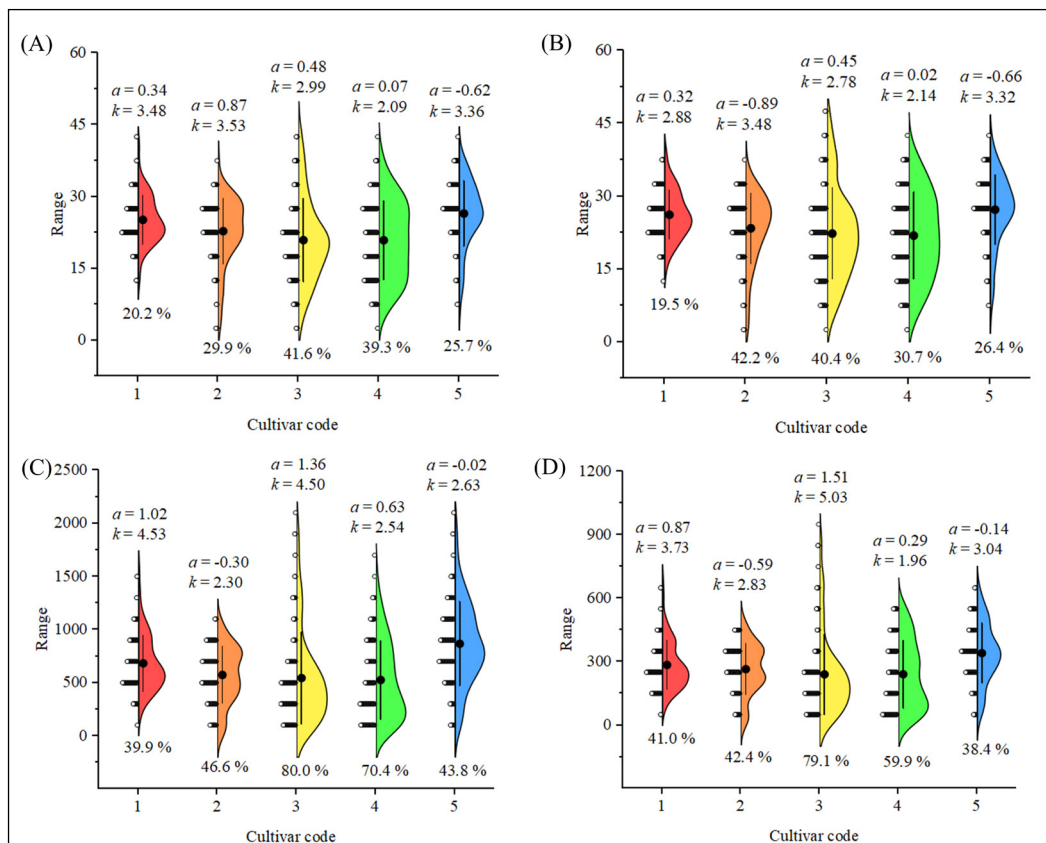 (A)
60
45
30
15
0
Range
a = 0.34
k = 3.48
a = 0.87
k = 3.53
a = 0.48
k = 2.99
a = 0.07
k = 2.09
a = -0.62
k = 3.36
20.2 %
29.9 %
41.6 %
39.3 %
25.7 %
1 2 3 4 5
Cultivar code
(B)
60
45
30
15
0
Range
a = 0.32
k = 2.88
a = -0.89
k = 3.48
a = 0.45
k = 2.78
a = 0.02
k = 2.14
a = -0.66
k = 3.32
19.5 %
42.2 %
40.4 %
30.7 %
26.4 %
1 2 3 4 5
Cultivar code
(C)
2500
2000
1500
1000
500
0
Range
a = 1.02
k = 4.53
a = -0.30
k = 2.30
a = 1.36
k = 4.50
a = 0.63
k = 2.54
a = -0.02
k = 2.63
39.9 %
46.6 %
80.0 %
70.4 %
43.8 %
1 2 3 4 5
Cultivar code
(D)
1200
900
600
300
0
Range
a = 0.87
k = 3.73
a = -0.59
k = 2.83
a = 1.51
k = 5.03
a = 0.29
k = 1.96
a = -0.14
k = 3.04
41.0 %
42.4 %
79.1 %
59.9 %
38.4 %
1 2 3 4 5
Cultivar code